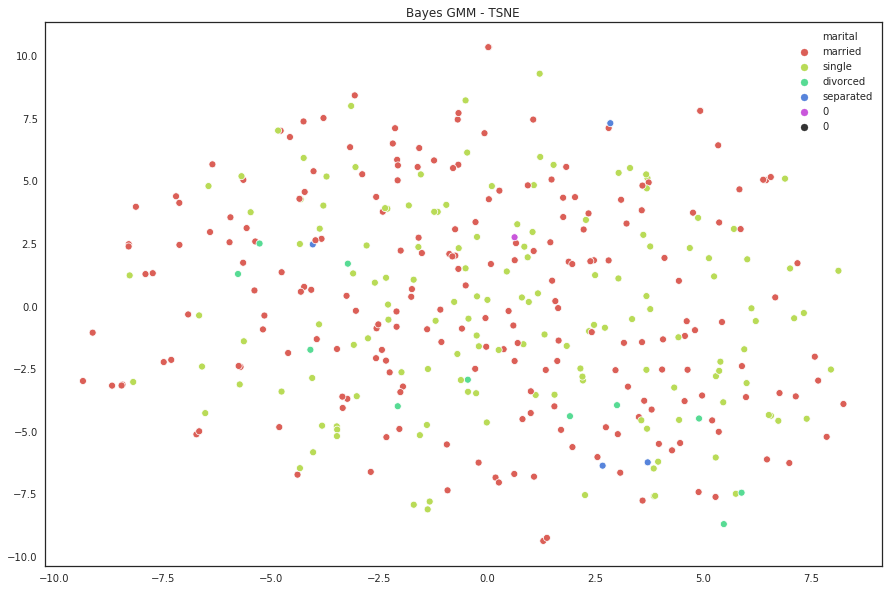 Bayes GMM - TSNE
marital
married
single
divorced
separated
0
0
10.0
7.5
5.0
2.5
0.0
−2.5
−5.0
−7.5
−10.0
−10.0 −7.5 −5.0 −2.5 0.0 2.5 5.0 7.5